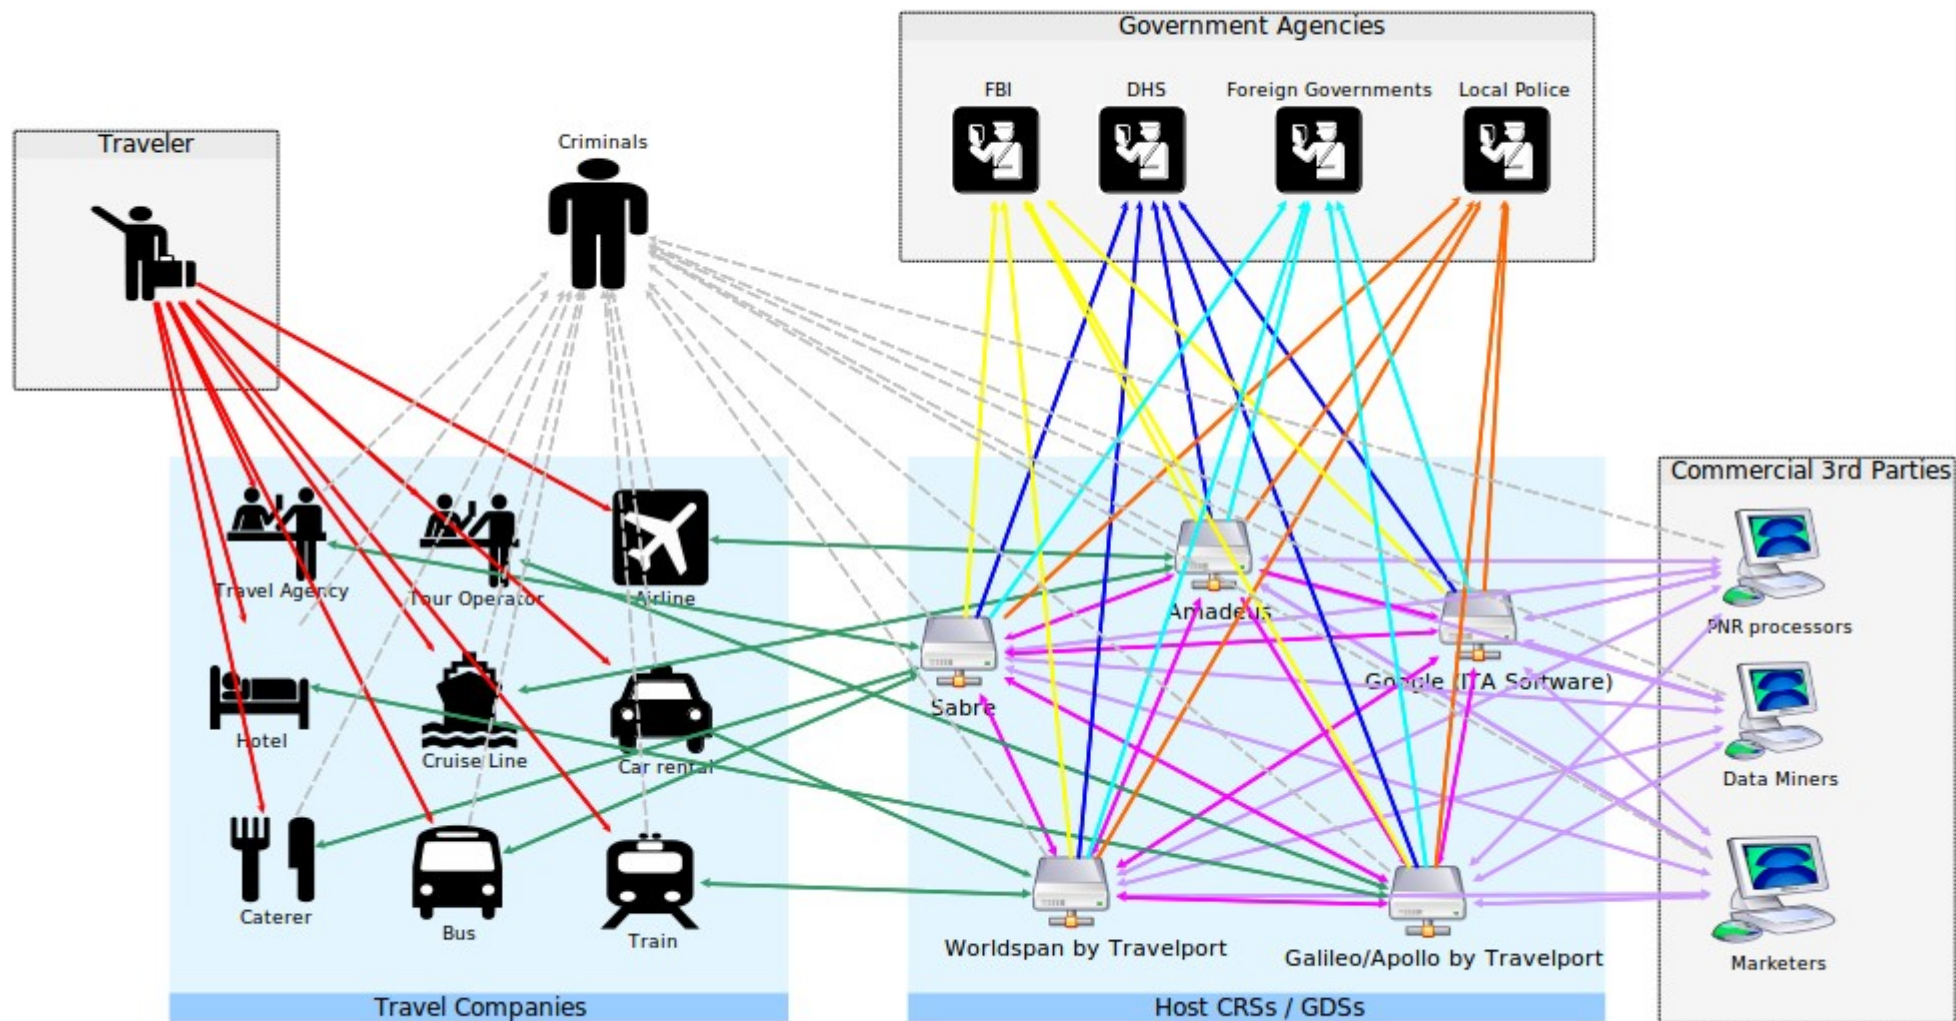 Government Agencies
FBI
DHS
Foreign Governments
Local Police
Traveler
Criminals
Commercial 3rd Parties
Travel Agency
Tour Operator
Airline
Amadeus
PNR processors
Sabre
Google (ITA Software)
Hotel
Cruise Line
Car rental
Data Miners
Caterer
Bus
Train
Worldspan by Travelport
Galileo/Apollo by Travelport
Marketers
Travel Companies
Host CRSs / GDSs